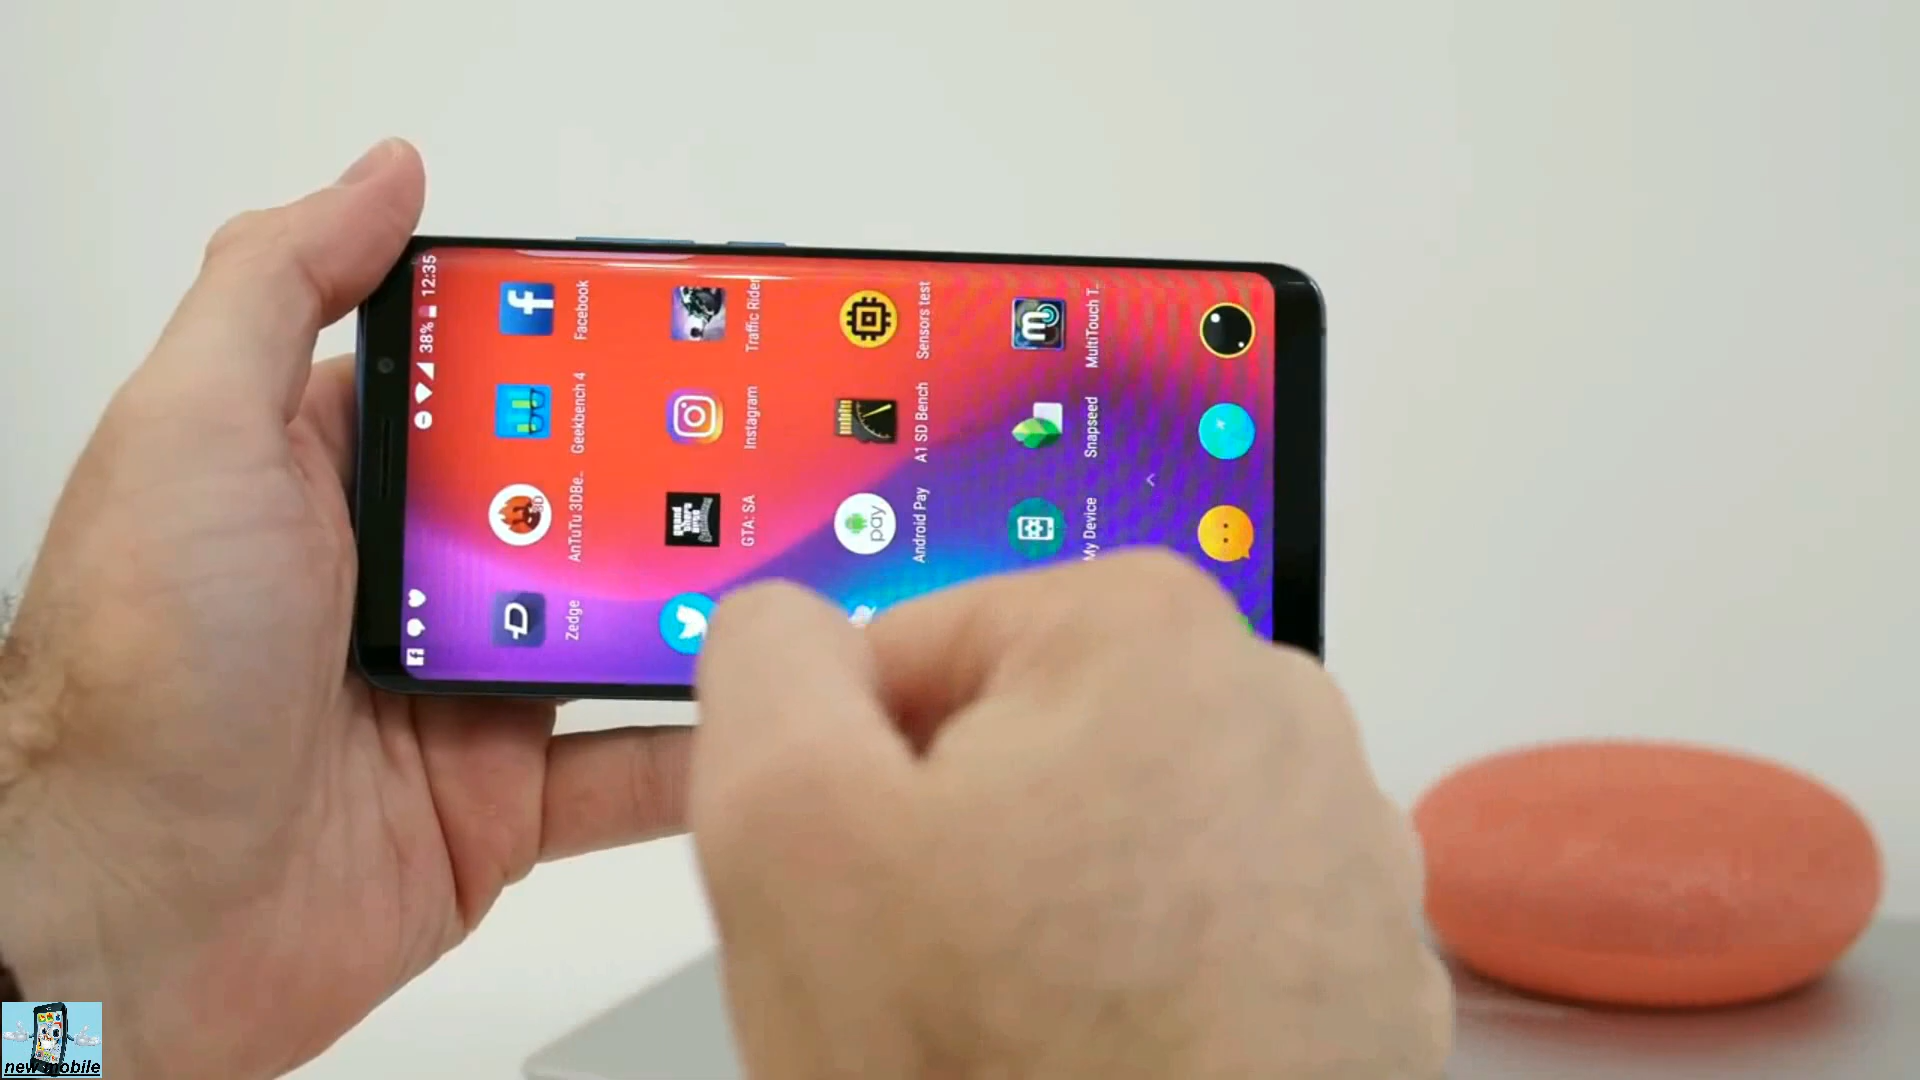 12:35
38%
Facebook
Geekbench 4
AnTuTu 3DBe..
Zedge
Traffic Rider
Instagram
GTA: SA
Sensors test
A1 SD Bench
pay
Android Pay
MultiTouch T..
Snapseed
My Device
new mobile